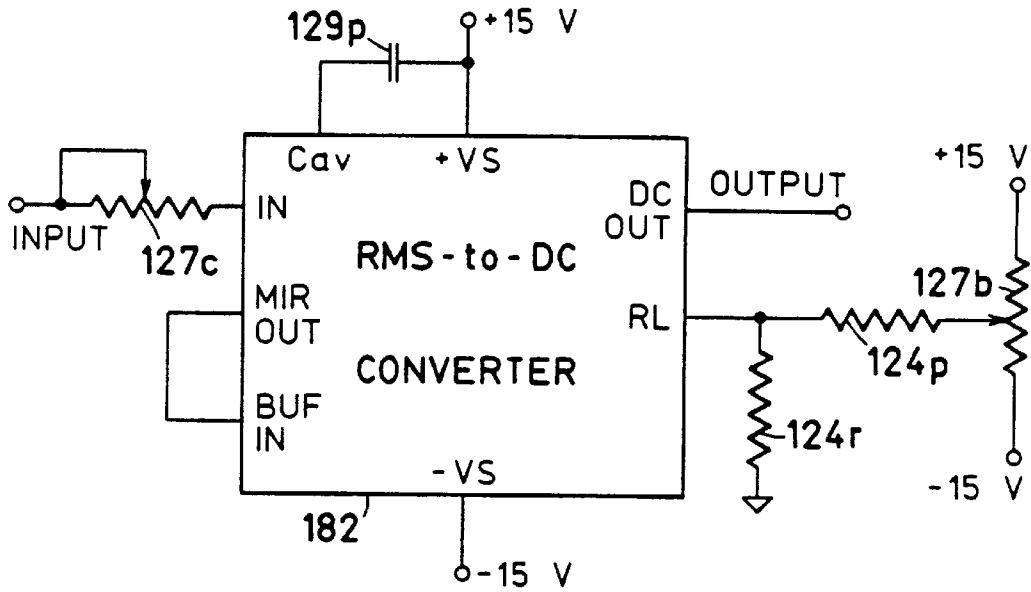 129p
+15 V
Cav
+VS
+15 V
INPUT
127c
IN
DC
OUT
OUTPUT
RMS-to-DC
CONVERTER
MIR
OUT
BUF
IN
RL
127b
124p
124r
-VS
182
-15 V
-15 V